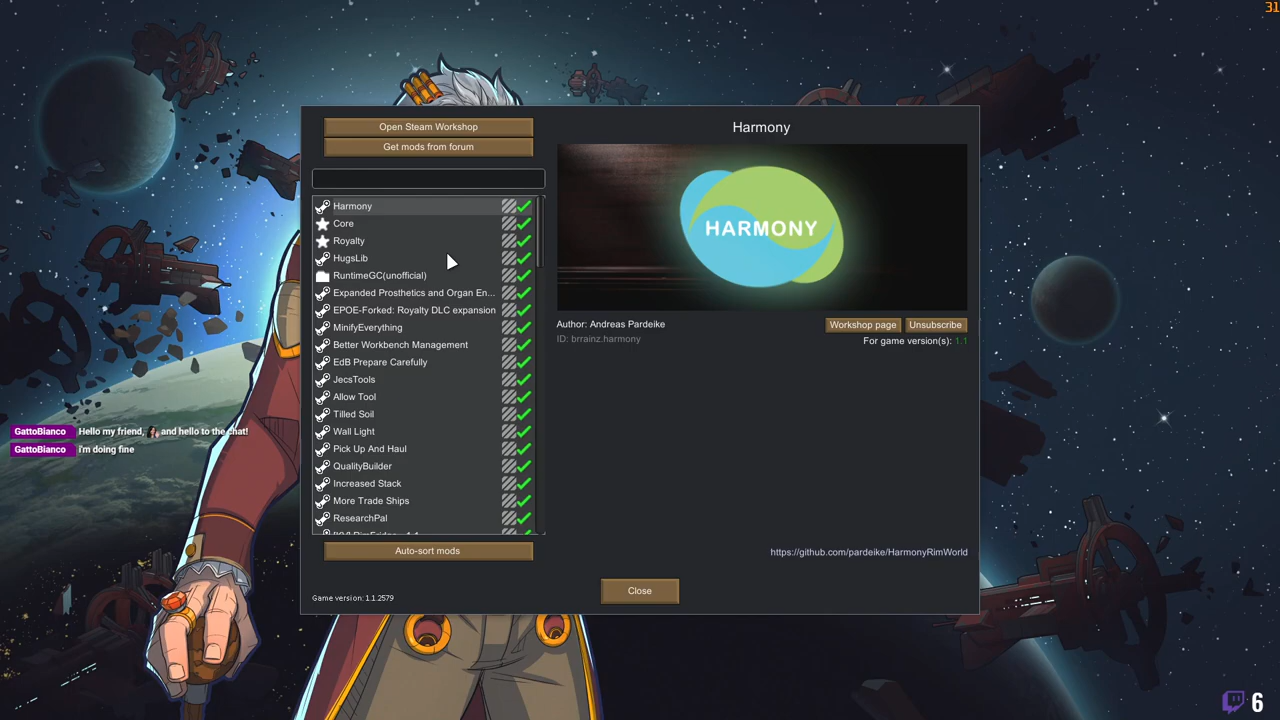 31
Open Steam Workshop
Get mods from forum
Harmony
Core
Royalty
HugsLib
RuntimeGC(unofficial)
Expanded Prosthetics and Organ En...
EPOE-Forked: Royalty DLC expansion
MinifyEverything
Better Workbench Management
EdB Prepare Carefully
JecsTools
Allow Tool
Tilled Soil
Wall Light
Pick Up And Haul
QualityBuilder
Increased Stack
More Trade Ships
ResearchPal
Auto-sort mods
Game version: 1.1.2579
Harmony
HARMONY
Author: Andreas Pardeike
ID: brrainz.harmony
Workshop page
Unsubscribe
For game version(s): 1.1
https://github.com/pardeike/HarmonyRimWorld
Close
GattoBianco Hello my friend, and hello to the chat!
GattoBianco I'm doing fine
6